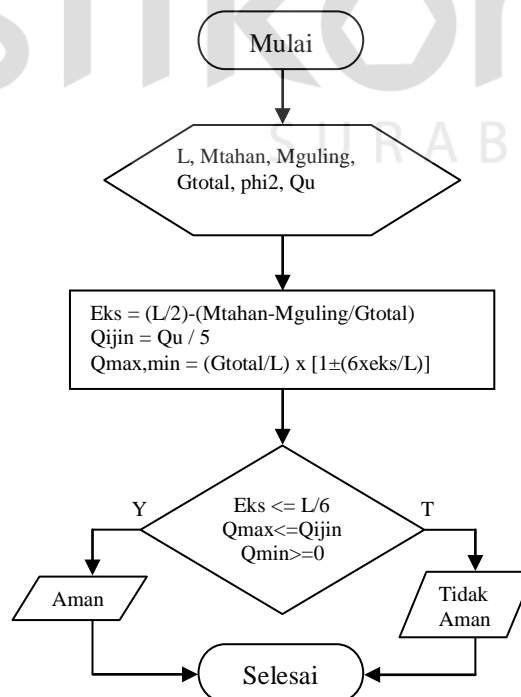 SURAB
Mulai
L, Mtahan, Mguling,
Gtotal, phi2, Qu
Eks = (L/2)-(Mtahan-Mguling/Gtotal)
Qijin = Qu / 5
Qmax,min = (Gtotal/L) x [1±(6xeks/L)]
Y
Eks <= L/6
T
Qmax<=Qijin
Qmin>=0
Aman
Tidak
Aman
Selesai